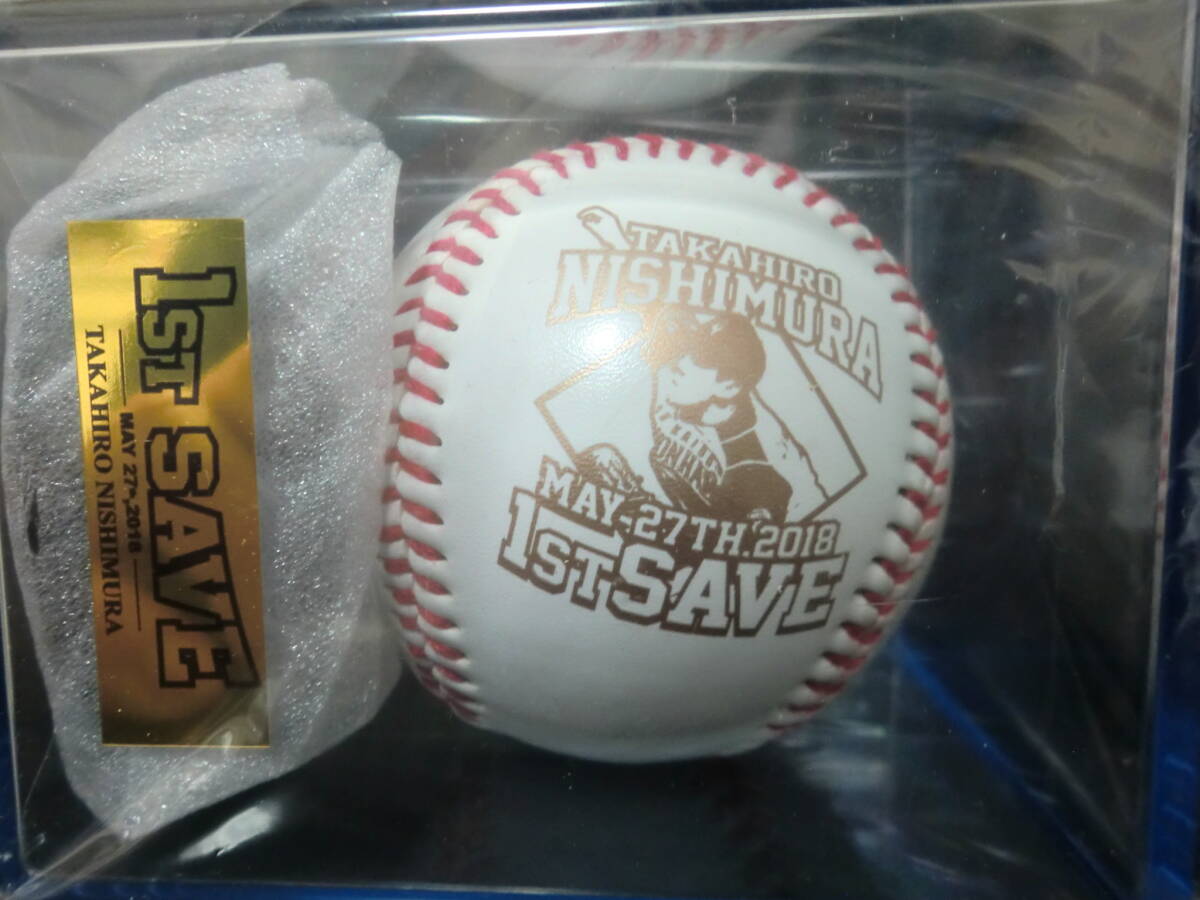 1ST SAVE
MAY 27th, 2018
TAKAHIRO NISHIMURA
TAKAHIRO
NISHIMURA
MAY.27TH.2018
1ST SAVE